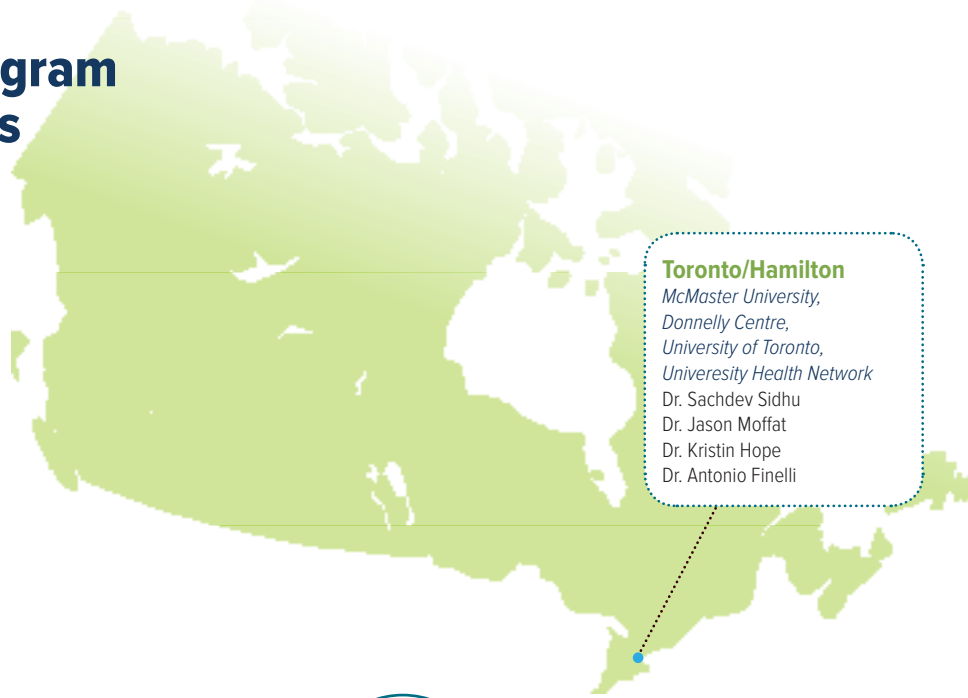 gram
s
Toronto/Hamilton
McMaster University,
Donnelly Centre,
University of Toronto,
Univeresity Health Network
Dr. Sachdev Sidhu
Dr. Jason Moffat
Dr. Kristin Hope
Dr. Antonio Finelli